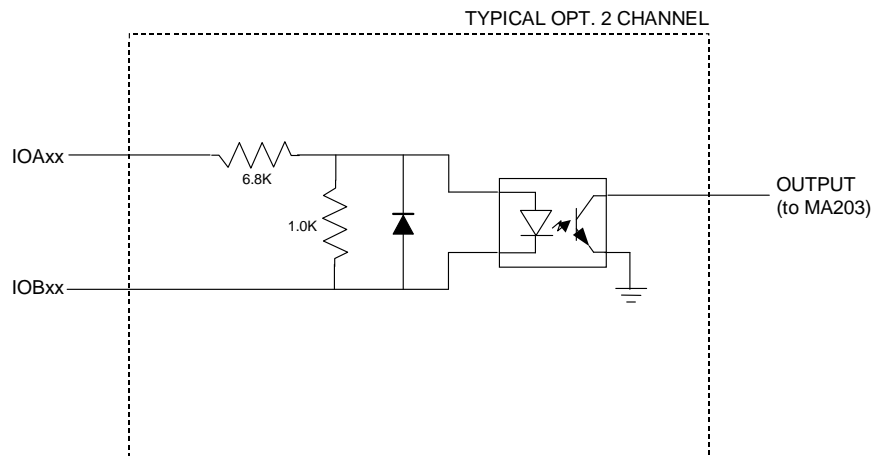 TYPICAL OPT. 2 CHANNEL
IOAxx
6.8K
1.0K
OUTPUT
(to MA203)
IOBxx